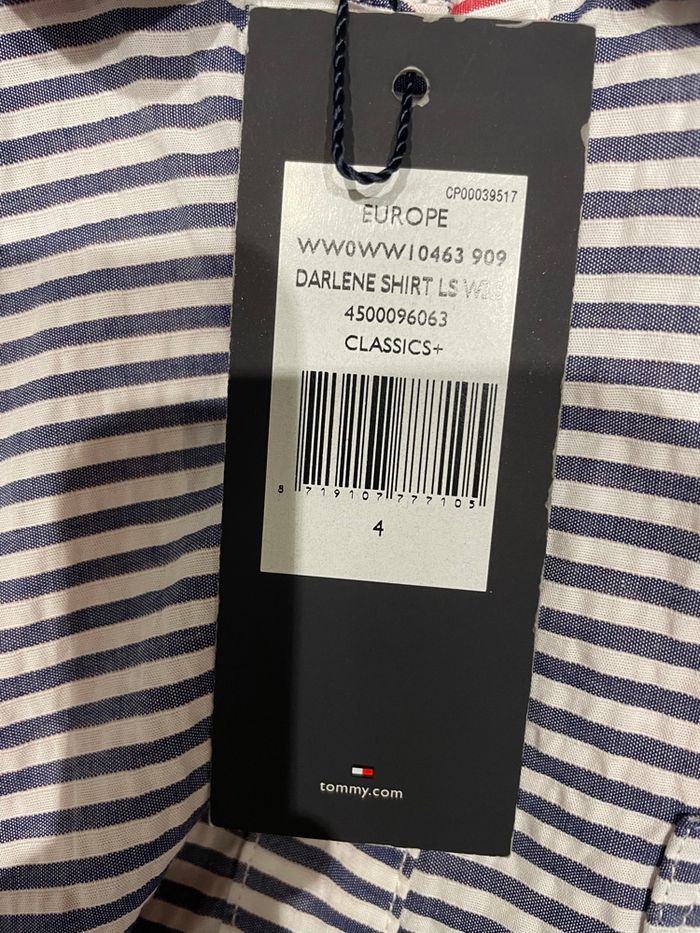 CP00039517
EUROPE
WW0WW10463 909
DARLENE SHIRT LS
4500096063
CLASSICS+
8 719107 777105
4
tommy.com